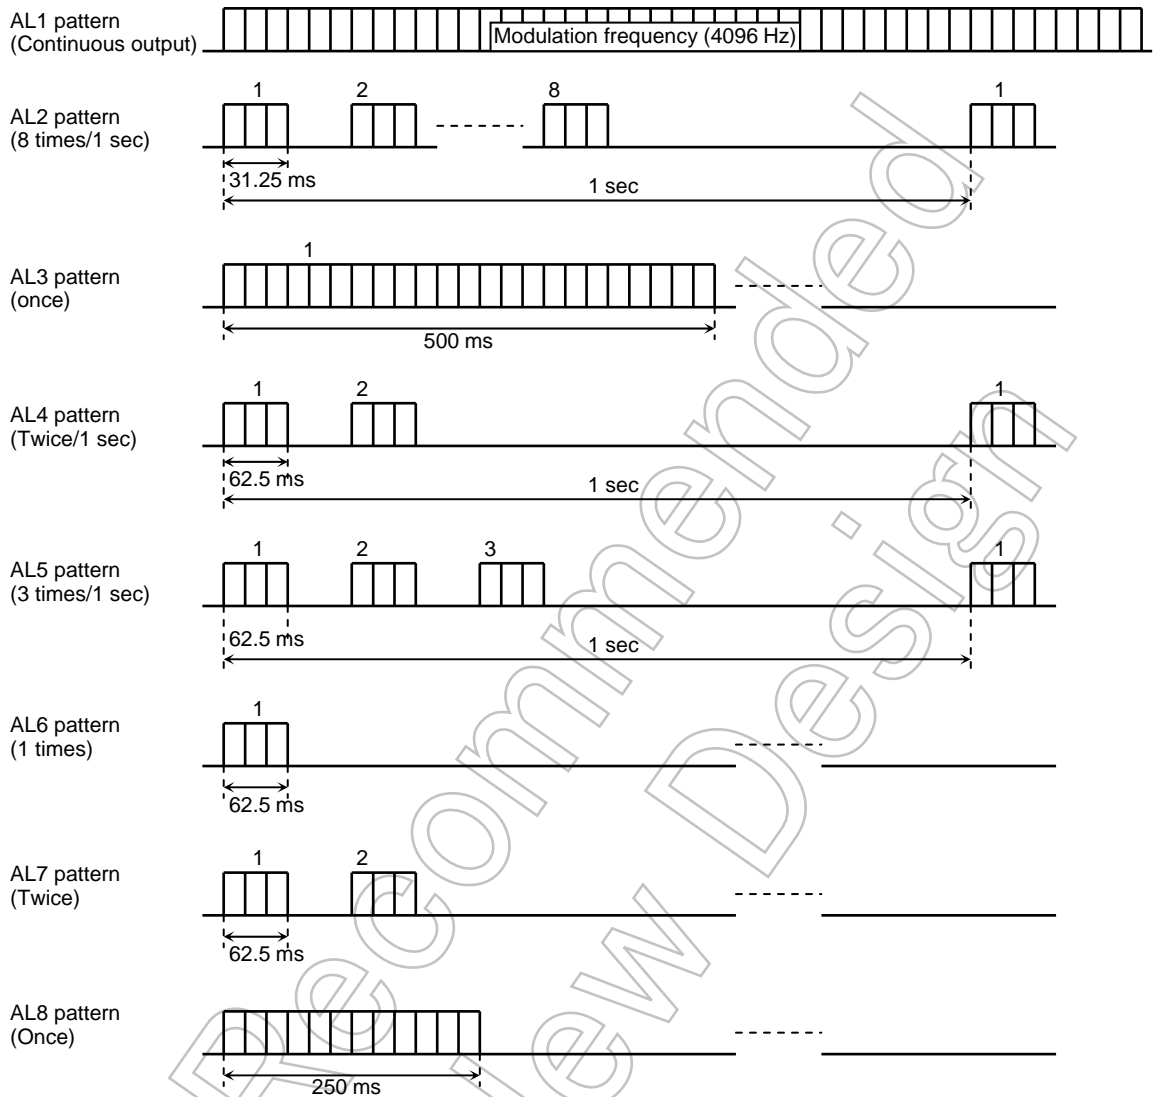 AL1 pattern
(Continuous output)
Modulation frequency (4096 Hz)
1 2 8 1
AL2 pattern
(8 times/1 sec)
31.25 ms
1 sec
1
AL3 pattern
(once)
500 ms
1 2 1
AL4 pattern
(Twice/1 sec)
62.5 ms
1 sec
1 2 3 1
AL5 pattern
(3 times/1 sec)
62.5 ms
1 sec
1
AL6 pattern
(1 times)
62.5 ms
1 2
AL7 pattern
(Twice)
62.5 ms
AL8 pattern
(Once)
250 ms
Recommended
ew Design